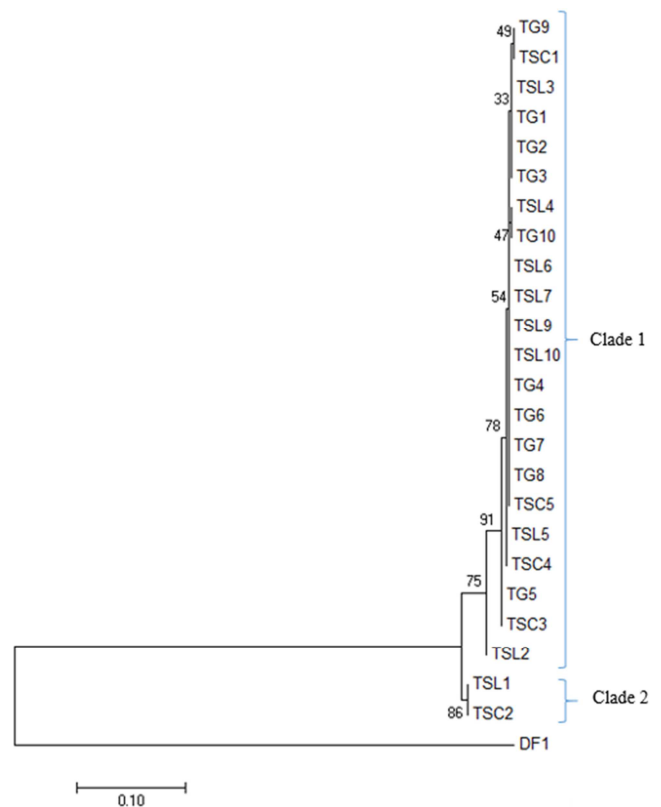 49
TG9
TSC1
TSL3
33
TG1
TG2
TG3
TSL4
47
TG10
TSL6
54
TSL7
TSL9
Clade 1
TSL10
TG4
TG6
78
TG7
TG8
TSC5
91
TSL5
TSC4
75
TG5
TSC3
TSL2
TSL1
Clade 2
86
TSC2
DF1
0.10